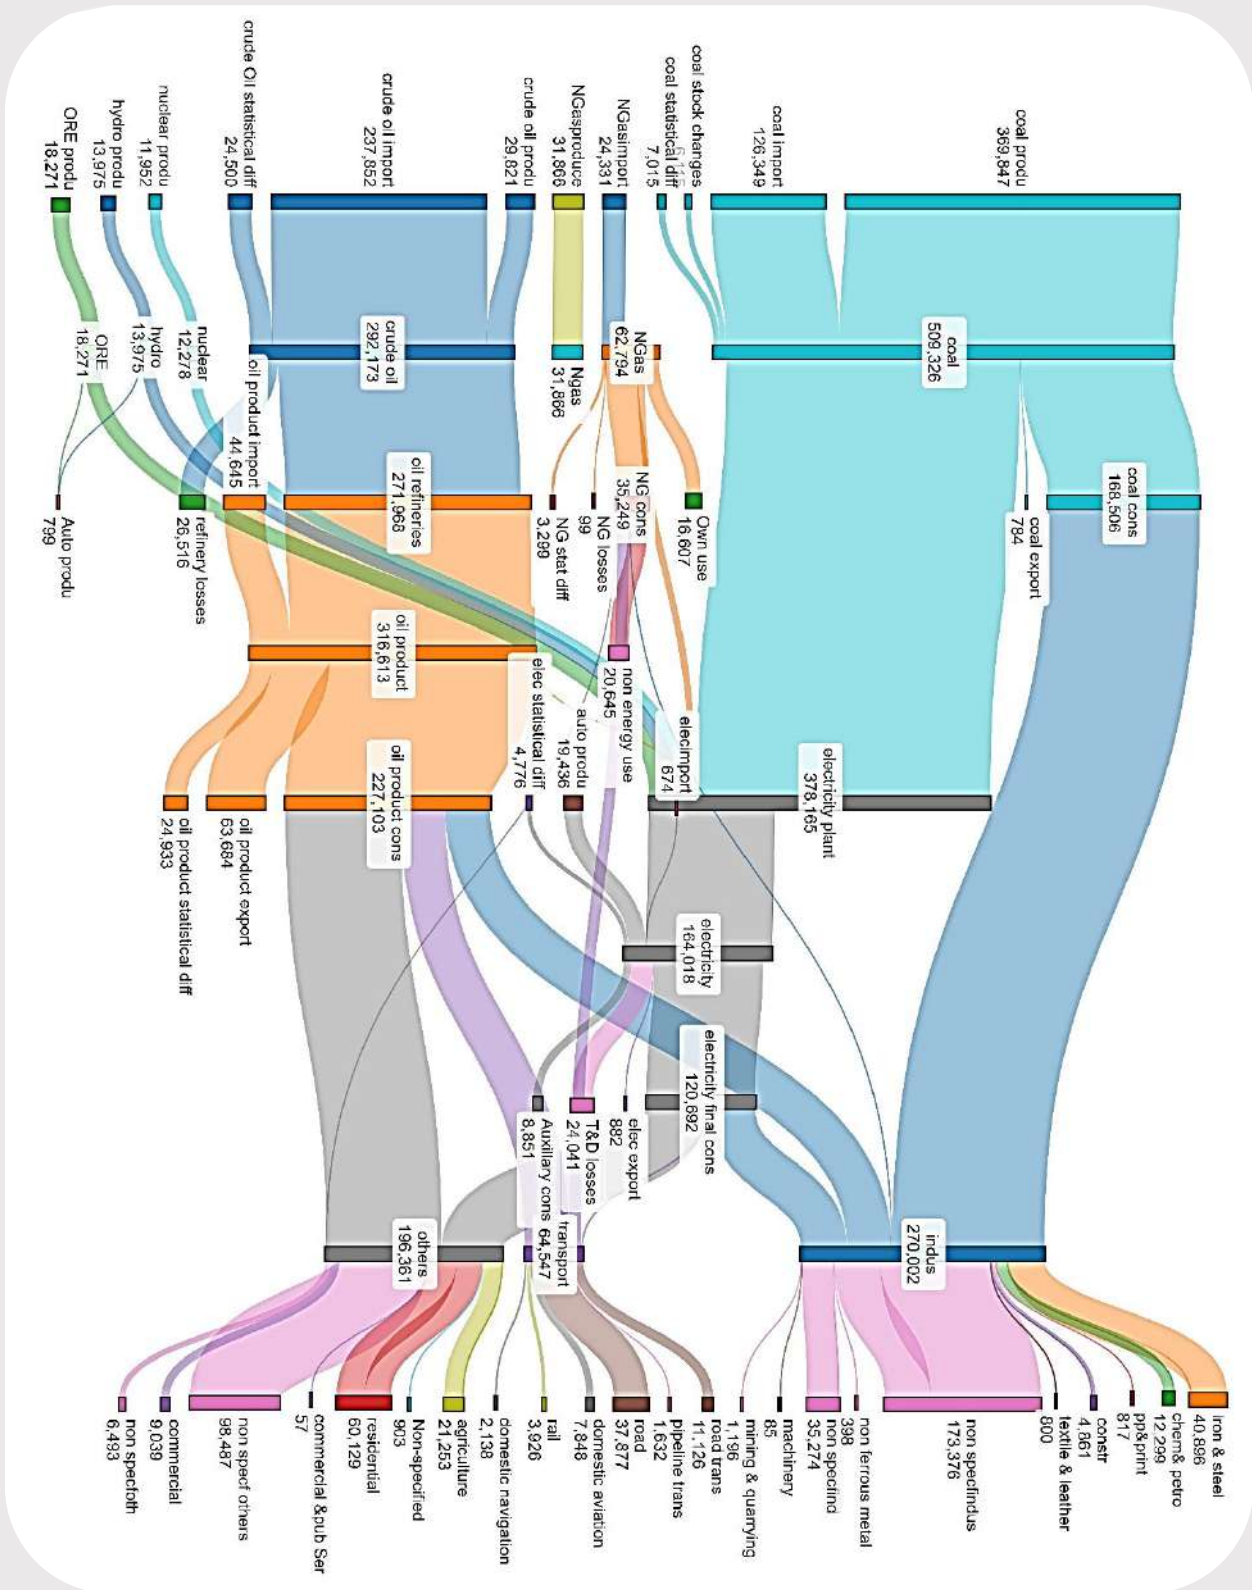 coal produ
369,847
coal import
126,349
coal stock changes
coal statistical diff
7,015
NGasimport
24,331
NGasproduce
31,866
crude oil produ
29,821
crude oil import
237,852
crude Oil statistical diff
24,500
nuclear produ
11,952
hydro produ
13,975
ORE produ
18,271
coal
509,326
NGas
62,794
Ngas
31,866
crude oil
292,173
nuclear
12,278
hydro
13,975
ORE
18,271
coal cons
168,506
coal export
784
Own use
16,607
NG cons
35,249
NG losses
99
NG stat diff
3,299
oil refineries
271,968
oil product import
44,645
refinery losses
26,516
Auto produ
799
non energy use
20,645
oil product
316,613
electricity plant
378,165
elecimport
674
auto produ
19,436
elec statistical diff
4,776
oil product cons
227,103
oil product export
63,684
oil product statistical diff
24,933
electricity
164,018
electricity final cons
120,692
elec export
882
T&D losses
24,041
Auxillary cons
8,851
indus
270,002
transport
64,547
others
196,361
iron & steel
40,896
chem& petro
12,299
pp&print
817
constr
4,861
textile & leather
800
non specfindus
173,376
non ferrous metal
398
non specfind
35,274
machinery
85
mining & quarrying
1,196
road trans
11,126
pipeline trans
1,632
road
37,877
domestic aviation
7,848
rail
3,926
domestic navigation
2,138
agriculture
21,253
Non-specified
903
residential
60,129
commercial &pub Ser
57
non specf others
98,487
commercial
9,039
non specfoth
6,493